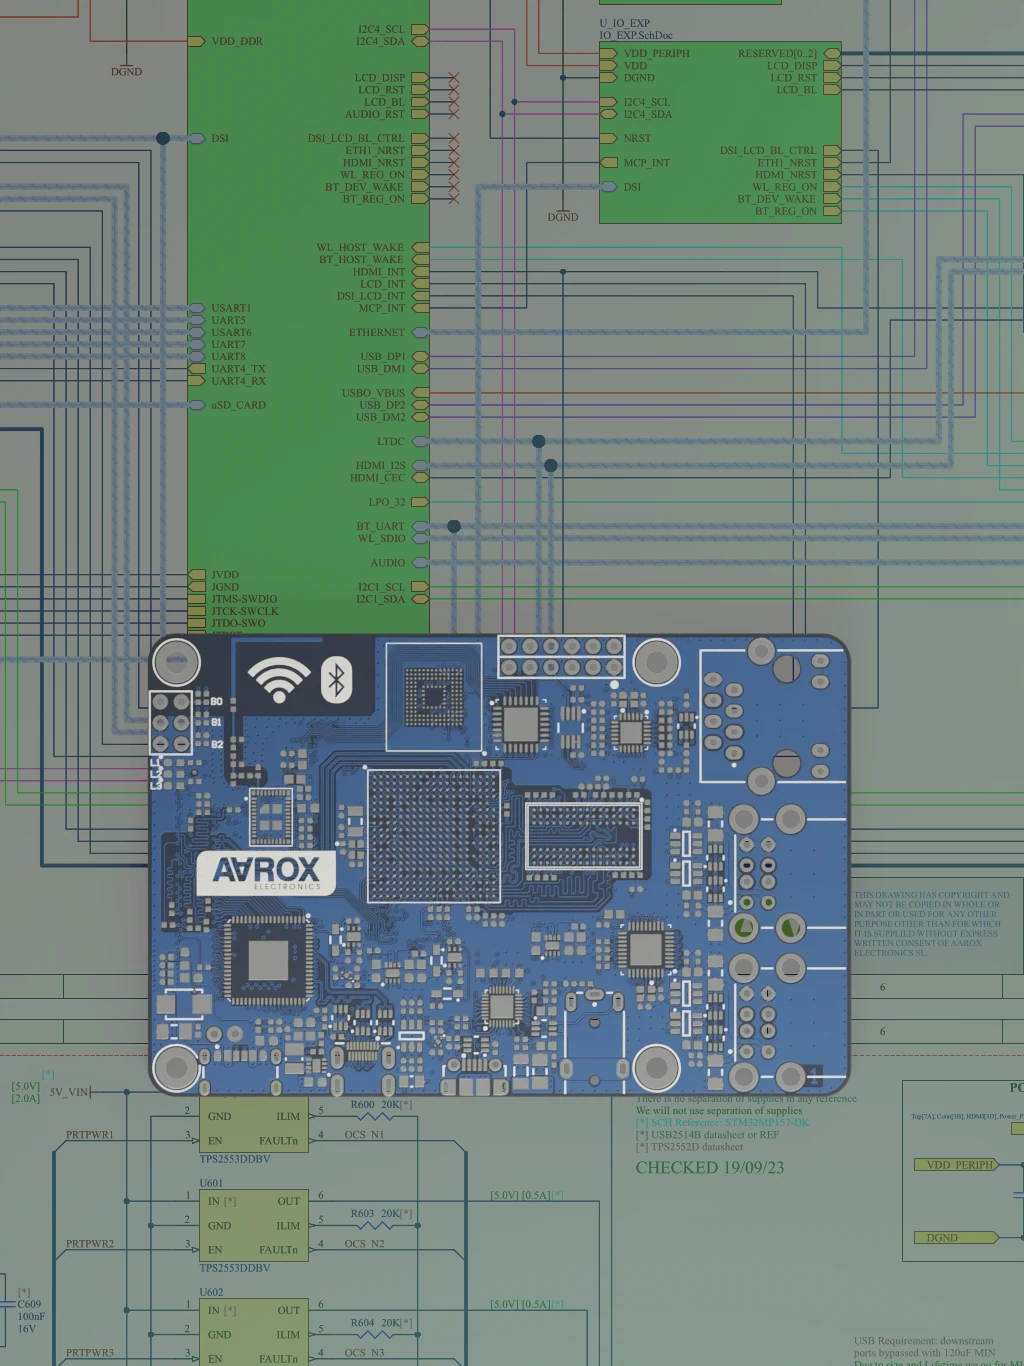 VDD_DDR
DGND
I2C4_SCL
I2C4_SDA
LCD_DISP
LCD_RST
LCD_BL
AUDIO_RST
DSI
DSI_LCD_BL_CTRL
ETH1_NRST
HDMI_NRST
WL_REG_ON
BT_DEV_WAKE
BT_REG_ON
WL_HOST_WAKE
BT_HOST_WAKE
HDMI_INT
LCD_INT
DSI_LCD_INT
MCP_INT
USART1
UART5
USART6
UART7
UART8
UART4_TX
UART4_RX
uSD_CARD
ETHERNET
USB_DP1
USB_DM1
USBO_VBUS
USB_DP2
USB_DM2
LTDC
HDMI_I2S
HDMI_CEC
LPO_32
BT_UART
WL_SDIO
AUDIO
I2C1_SCL
I2C1_SDA
JVDD
JGND
JTMS-SWDIO
JTCK-SWCLK
JTDO-SWO
U_IO_EXP
IO_EXP.SchDoc
VDD_PERIPH
VDD
DGND
I2C4_SCL
I2C4_SDA
NRST
MCP_INT
DSI
DGND
RESERVED[0..2]
LCD_DISP
LCD_RST
LCD_BL
DSI_LCD_BL_CTRL
ETH1_NRST
HDMI_NRST
WL_REG_ON
BT_DEV_WAKE
BT_REG_ON
B0
B1
B2
AAROX
ELECTRONICS
THIS DRAWING HAS COPYRIGHT AND
MAY NOT BE COPIED IN WHOLE OR
IN PART OR USED FOR ANY OTHER
PURPOSE OTHER THAN FOR WHICH
IT IS SUPPLIED WITHOUT EXPRESS
WRITTEN CONSENT OF AAROX
ELECTRONICS SL.
6
6
[*]
[5.0V] 5V_VIN
[2.0A]
2 GND ILIM 5 R600 20K[*]
PRTPWR1 3 EN FAULTn 4 OCS_N1
TPS2553DDBV
There is no separation of supplies in any reference
We will not use separation of supplies
[*] SCH Reference: STM32MP157-DK
[*] USB2514B datasheet or REF
[*] TPS2552D datasheet
CHECKED 19/09/23
U601
1 IN [*] OUT 6 [5.0V] [0.5A][*]
2 GND ILIM 5 R603 20K[*]
PRTPWR2 3 EN FAULTn 4 OCS_N2
TPS2553DDBV
U602
1 IN [*] OUT 6 [5.0V] [0.5A][*]
2 GND ILIM 5 R604 20K[*]
PRTPWR3 3 EN FAULTn 4 OCS_N3
[*]
C609
100nF
16V
VDD_PERIPH
DGND
USB Requirement: downstream
ports bypassed with 120uF MIN